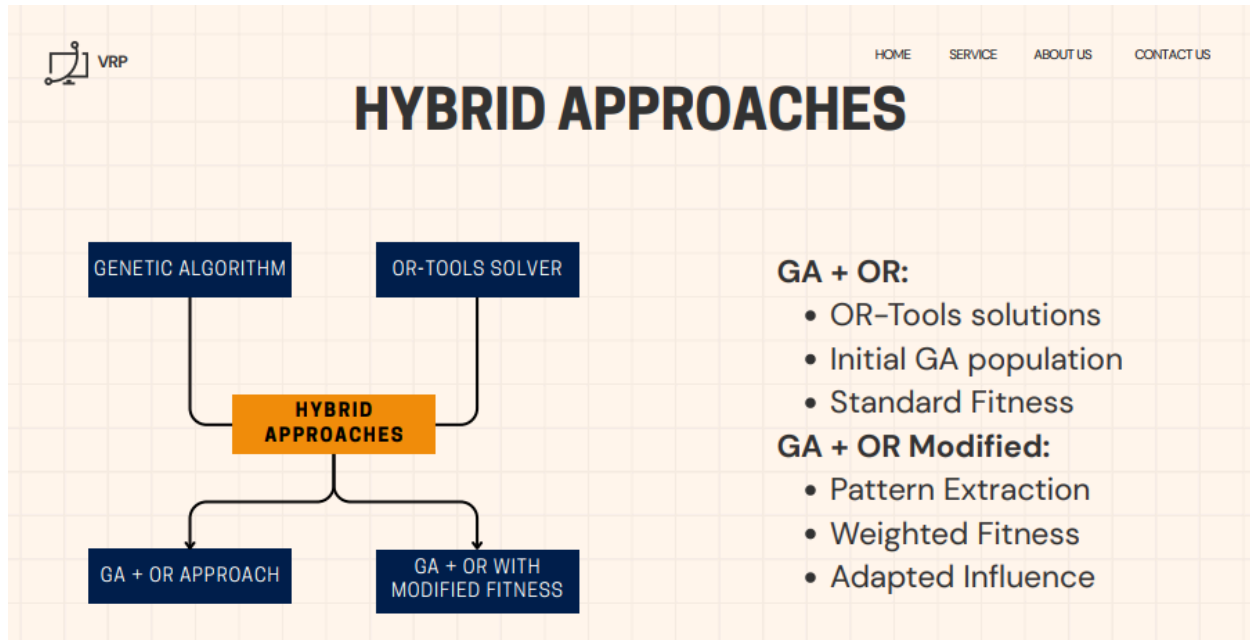 VRP
HOME SERVICE ABOUT US CONTACT US
HYBRID APPROACHES
GENETIC ALGORITHM
OR-TOOLS SOLVER
HYBRID
APPROACHES
GA + OR APPROACH
GA + OR WITH
MODIFIED FITNESS
GA + OR:
• OR-Tools solutions
• Initial GA population
• Standard Fitness
GA + OR Modified:
• Pattern Extraction
• Weighted Fitness
• Adapted Influence